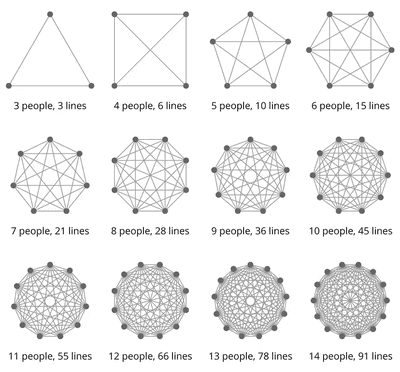 3 people, 3 lines
4 people, 6 lines
5 people, 10 lines
6 people, 15 lines
7 people, 21 lines
8 people, 28 lines
9 people, 36 lines
10 people, 45 lines
11 people, 55 lines
12 people, 66 lines
13 people, 78 lines
14 people, 91 lines